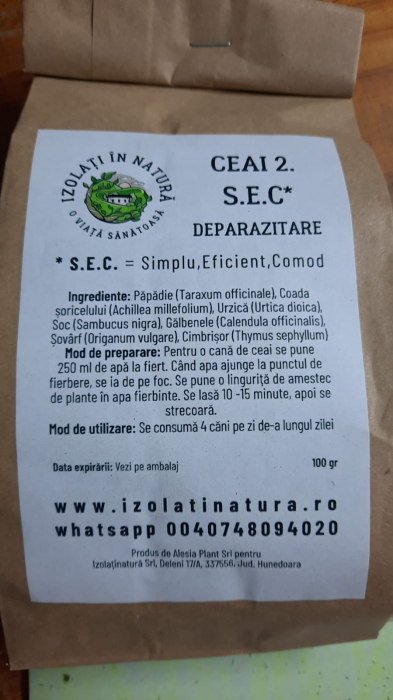 IZOLAȚI ÎN NATURĂ
O VIAȚĂ SĂNĂTOASĂ
CEAI 2.
S.E.C*
DEPARAZITARE
* S.E.C. = Simplu,Eficient,Comod
Ingrediente: Păpădie (Taraxum officinale), Coada
șoricelului (Achillea millefolium), Urzică (Urtica dioica),
Soc (Sambucus nigra), Gălbenele (Calendula officinalis),
Șovârf (Origanum vulgare), Cimbrișor (Thymus sephyllum)
Mod de preparare: Pentru o cană de ceai se pune
250 ml de apă la fiert. Când apa ajunge la punctul de
fierbere, se ia de pe foc. Se pune o linguriță de amestec
de plante în apa fierbinte. Se lasă 10 -15 minute, apoi se
strecoară.
Mod de utilizare: Se consumă 4 căni pe zi de-a lungul zilei
Data expirării: Vezi pe ambalaj 100 gr
www.izolatinatura.ro
whatsapp 0040748094020
Produs de Alesia Plant Srl pentru
Izolațînatură Srl, Deleni 17/A, 337556, Jud. Hunedoara